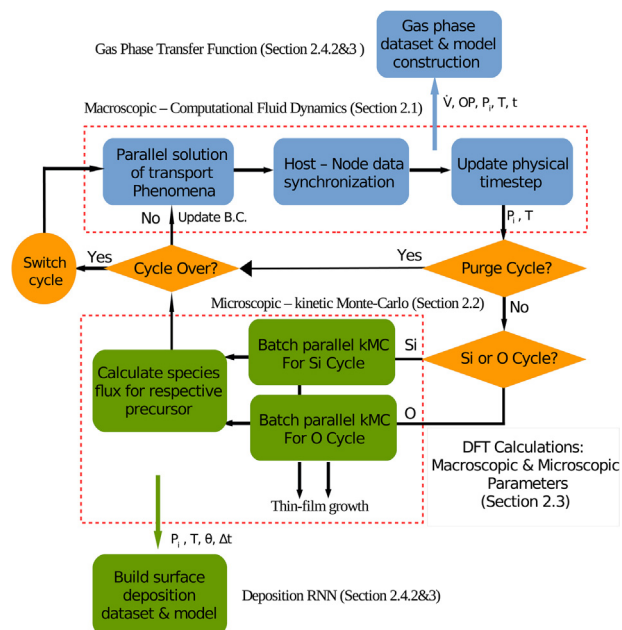 Gas phase
dataset & model
construction
Gas Phase Transfer Function (Section 2.4.2&3 )
V̇, OP, Pi, T, t
Macroscopic – Computational Fluid Dynamics (Section 2.1)
Parallel solution
of transport
Phenomena
Host – Node data
synchronization
Update physical
timestep
No
Update B.C.
Pi , T
Switch
cycle
Yes
Cycle Over?
Yes
Purge Cycle?
No
Microscopic – kinetic Monte-Carlo (Section 2.2)
Calculate species
flux for respective
precursor
Batch parallel kMC
For Si Cycle
Si
Si or O Cycle?
Batch parallel kMC
For O Cycle
O
Thin-film growth
DFT Calculations:
Macroscopic & Microscopic
Parameters
(Section 2.3)
Pi , T, θ, Δt
Build surface
deposition
dataset & model
Deposition RNN (Section 2.4.2&3)